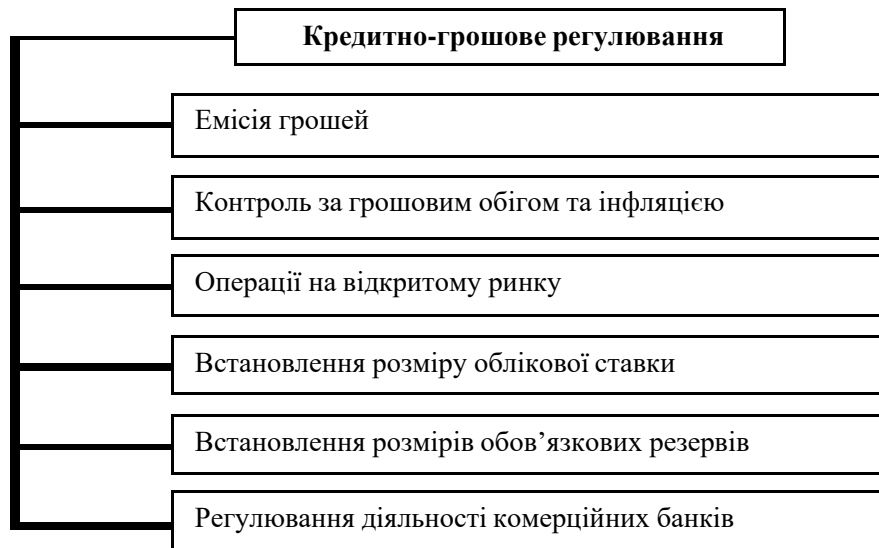 Кредитно-грошове регулювання
Емісія грошей
Контроль за грошовим обігом та інфляцією
Операції на відкритому ринку
Встановлення розміру облікової ставки
Встановлення розмірів обов’язкових резервів
Регулювання діяльності комерційних банків